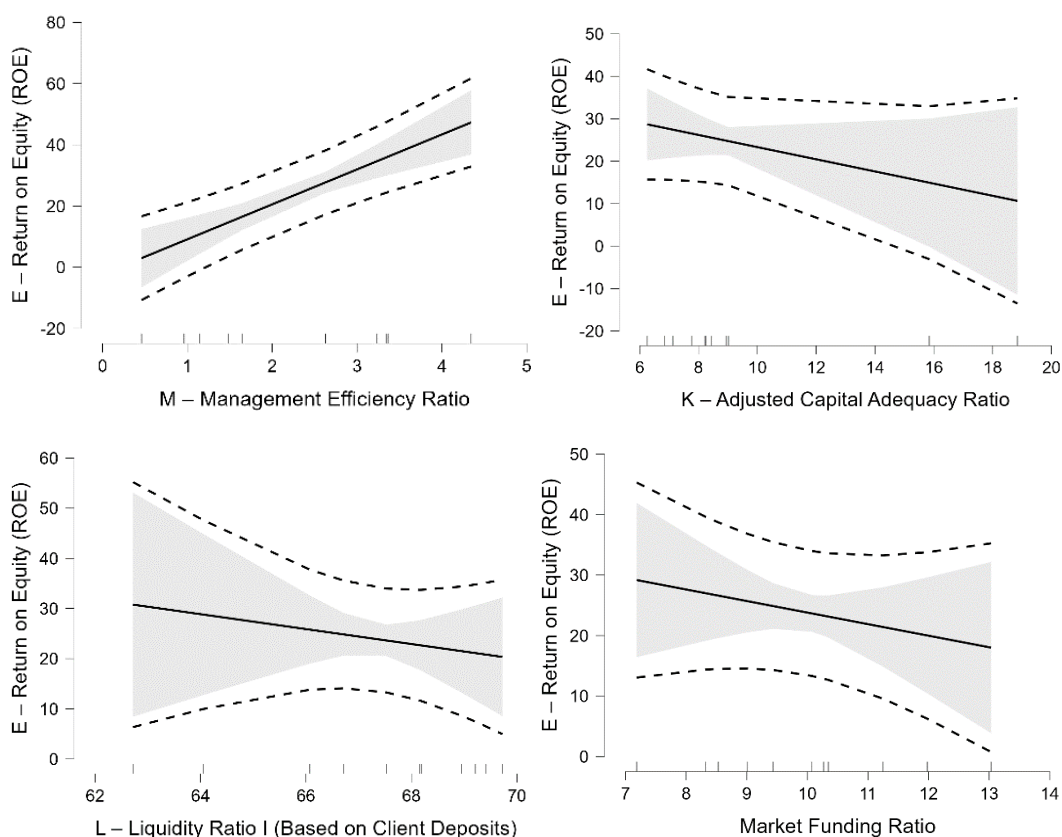 E – Return on Equity (ROE)
80
60
40
20
0
-20
0 1 2 3 4 5
M – Management Efficiency Ratio
E – Return on Equity (ROE)
50
40
30
20
10
0
-10
-20
6 8 10 12 14 16 18 20
K – Adjusted Capital Adequacy Ratio
E – Return on Equity (ROE)
60
50
40
30
20
10
0
62 64 66 68 70
L – Liquidity Ratio I (Based on Client Deposits)
E – Return on Equity (ROE)
50
40
30
20
10
0
7 8 9 10 11 12 13 14
Market Funding Ratio